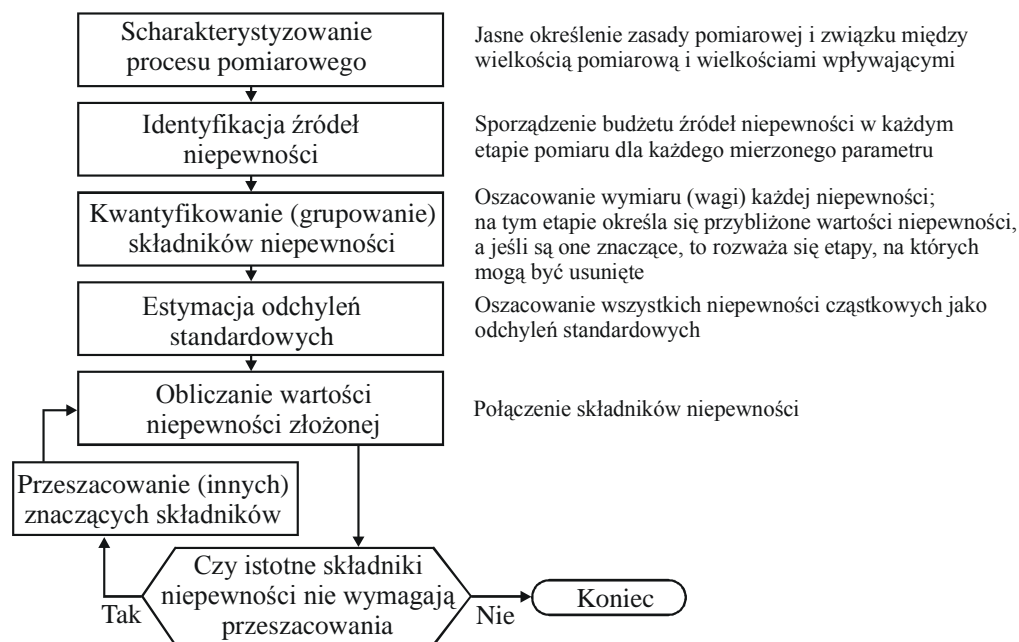 Scharakterystyzowanie
procesu pomiarowego
Jasne określenie zasady pomiarowej i związku między
wielkością pomiarową i wielkościami wpływającymi
Identyfikacja źródeł
niepewności
Sporządzenie budżetu źródeł niepewności w każdym
etapie pomiaru dla każdego mierzonego parametru
Kwantyfikowanie (grupowanie)
składników niepewności
Oszacowanie wymiaru (wagi) każdej niepewności;
na tym etapie określa się przybliżone wartości niepewności,
a jeśli są one znaczące, to rozważa się etapy, na których
mogą być usunięte
Estymacja odchyleń
standardowych
Oszacowanie wszystkich niepewności cząstkowych jako
odchyleń standardowych
Obliczanie wartości
niepewności złożonej
Połączenie składników niepewności
Przeszacowanie (innych)
znaczących składników
Czy istotne składniki
niepewności nie wymagają
przeszacowania
Tak
Nie
Koniec